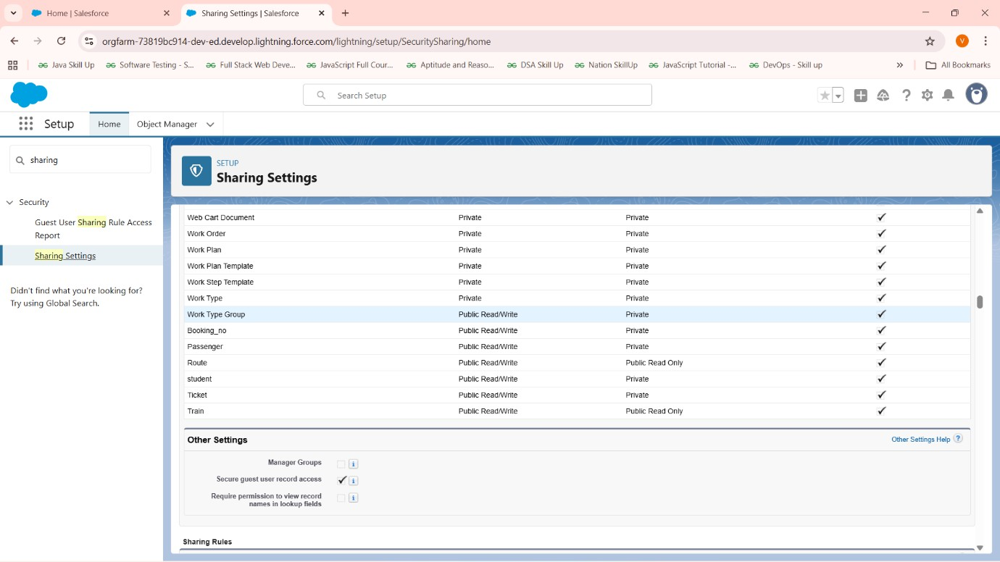 Home | Salesforce
Sharing Settings | Salesforce
orgfarm-73819bc914-dev-ed.develop.lightning.force.com/lightning/setup/SecuritySharing/home
V
Java Skill Up
Software Testing - S...
Full Stack Web Deve...
JavaScript Full Cour...
Aptitude and Reaso...
DSA Skill Up
Nation SkillUp
JavaScript Tutorial -...
DevOps - Skill up
»
All Bookmarks
Search Setup
Setup
Home
Object Manager
sharing
Security
Guest User Sharing Rule Access
Report
Sharing Settings
Didn't find what you're looking for?
Try using Global Search.
SETUP
Sharing Settings
Web Cart Document Private Private ✓
Work Order Private Private ✓
Work Plan Private Private ✓
Work Plan Template Private Private ✓
Work Step Template Private Private ✓
Work Type Private Private ✓
Work Type Group Public Read/Write Private ✓
Booking_no Public Read/Write Private ✓
Passenger Public Read/Write Private ✓
Route Public Read/Write Public Read Only ✓
student Public Read/Write Private ✓
Ticket Public Read/Write Private ✓
Train Public Read/Write Public Read Only ✓
Other Settings
Other Settings Help ?
Manager Groups i
Secure guest user record access ✓ i
Require permission to view record i
names in lookup fields
Sharing Rules